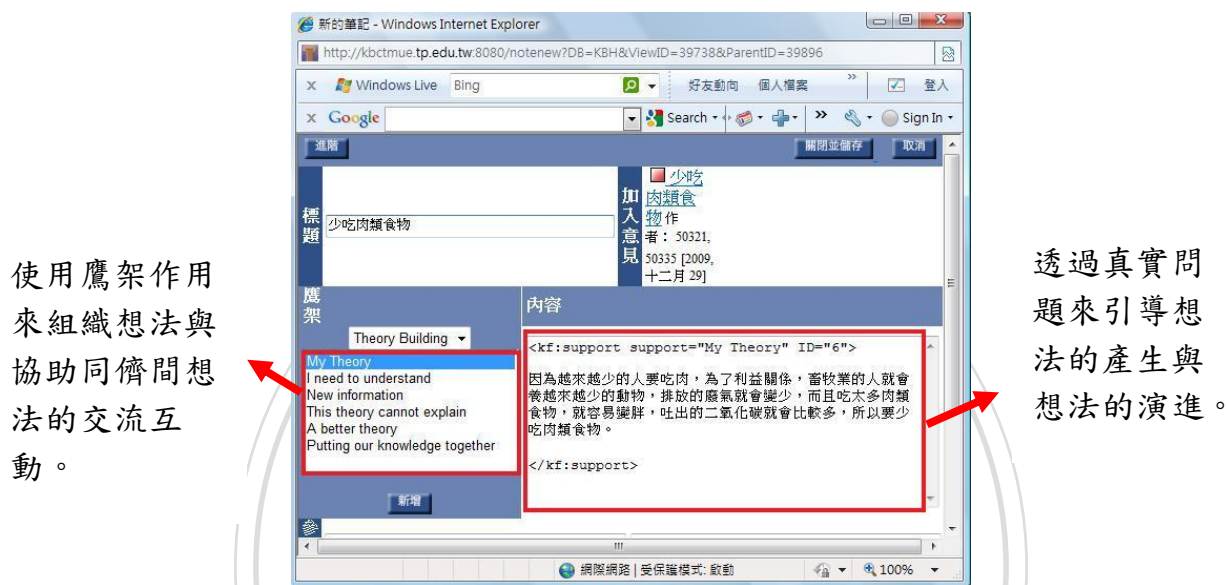 新的筆記 - Windows Internet Explorer
http://kbctmue.tp.edu.tw:8080/notenew?DB=KBH&ViewID=39738&ParentID=39896
x Windows Live Bing 好友動向 個人檔案 » 登入
x Google Search » Sign In
進階 關閉並儲存 取消
標題
少吃肉類食物
加入意見
少吃
肉類食
物作
者： 50321,
50335 [2009,
十二月 29]
鷹架
內容
Theory Building
My Theory
I need to understand
New information
This theory cannot explain
A better theory
Putting our knowledge together
新增
<kf:support support="My Theory" ID="6">
因為越來越少的人要吃肉，為了利益關係，畜牧業的人就會
養越來越少的動物，排放的廢氣就會變少，而且吃太多肉類
食物，就容易變胖，吐出的二氧化碳就會比較多，所以要少
吃肉類食物。
</kf:support>
參
網際網路 | 受保護模式: 啟動 100%
使用鷹架作用
來組織想法與
協助同儕間想
法的交流互
動。
透過真實問
題來引導想
法的產生與
想法的演進。